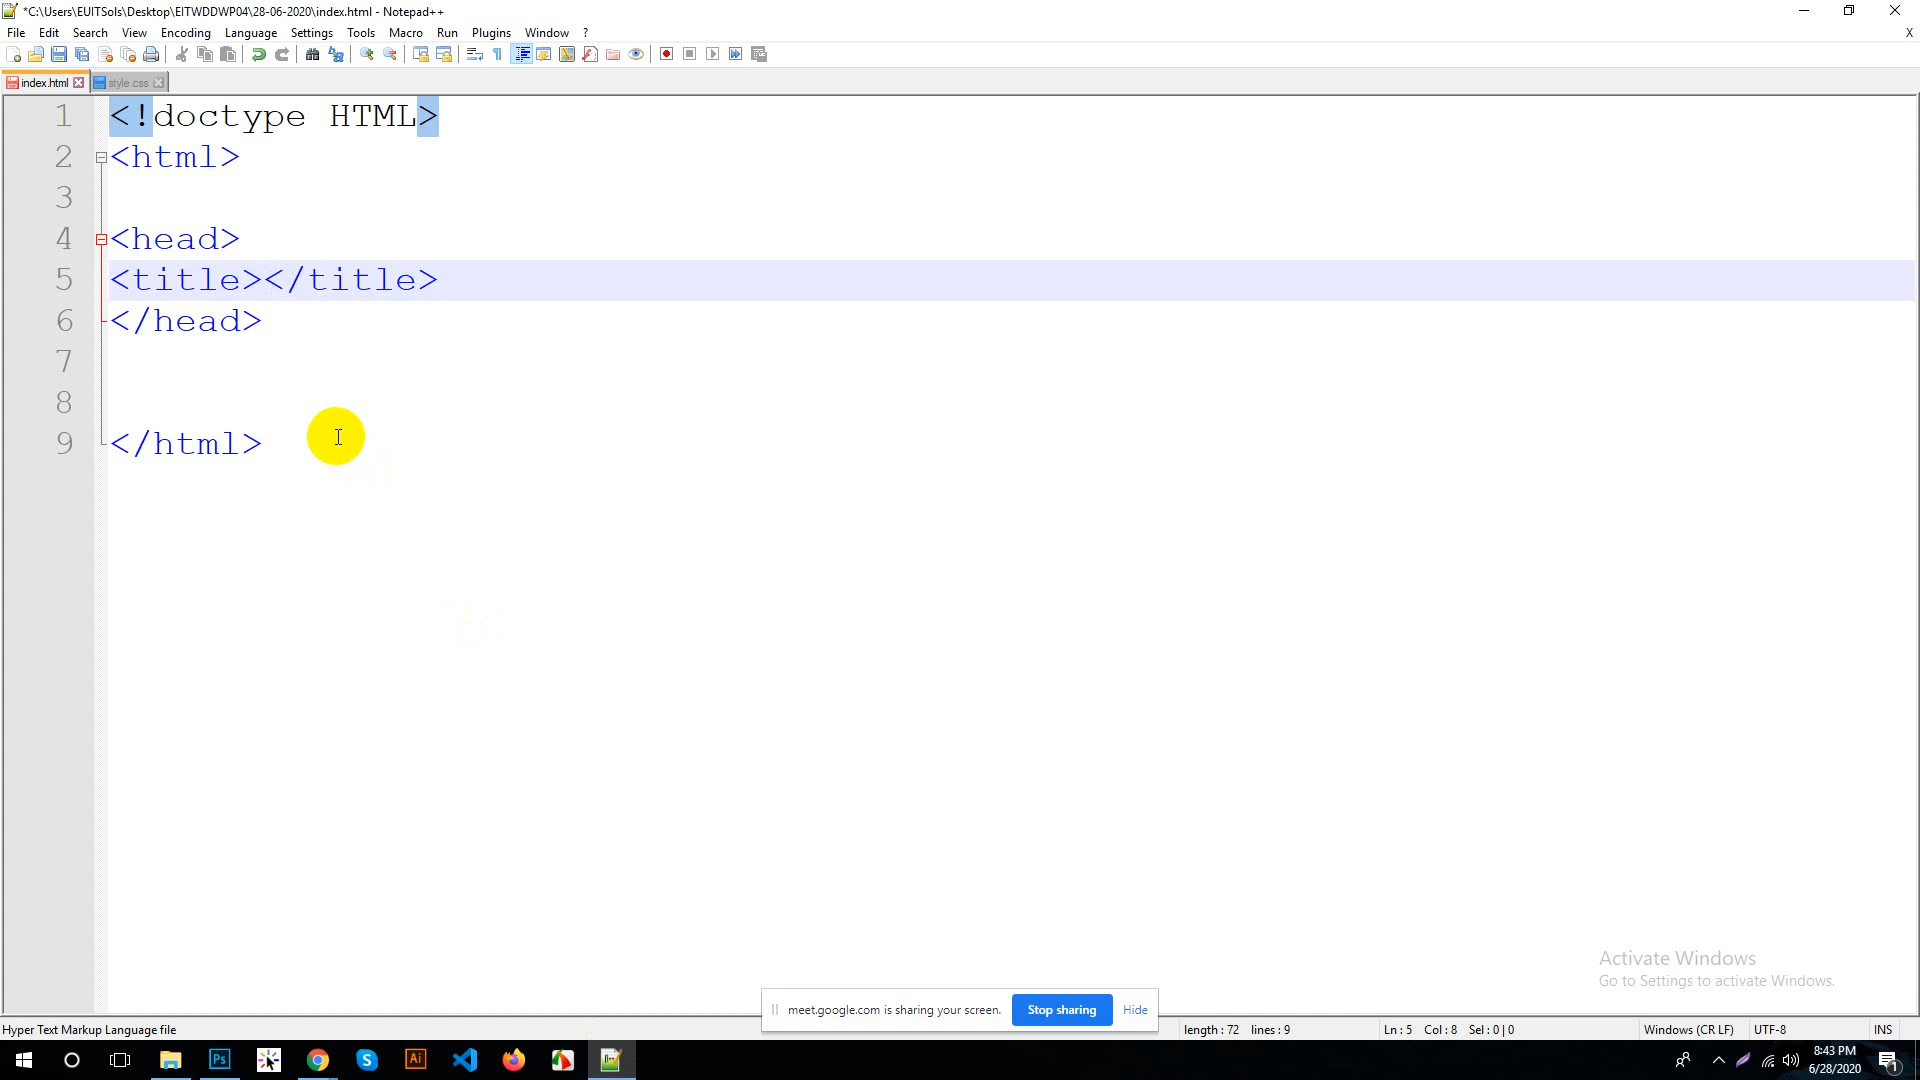 *C:\Users\EUITSols\Desktop\EITWDDWP04\28-06-2020\index.html - Notepad++
File Edit Search View Encoding Language Settings Tools Macro Run Plugins Window ? X
index.html style.css
1 <!doctype HTML>
2 <html>
3
4 <head>
5 <title></title>
6 </head>
7
8
9 </html>
Activate Windows
Go to Settings to activate Windows.
meet.google.com is sharing your screen. Stop sharing Hide
Hyper Text Markup Language file length : 72 lines : 9 Ln : 5 Col : 8 Sel : 0 | 0 Windows (CR LF) UTF-8 INS
Ps Ai
8:43 PM
6/28/2020
1